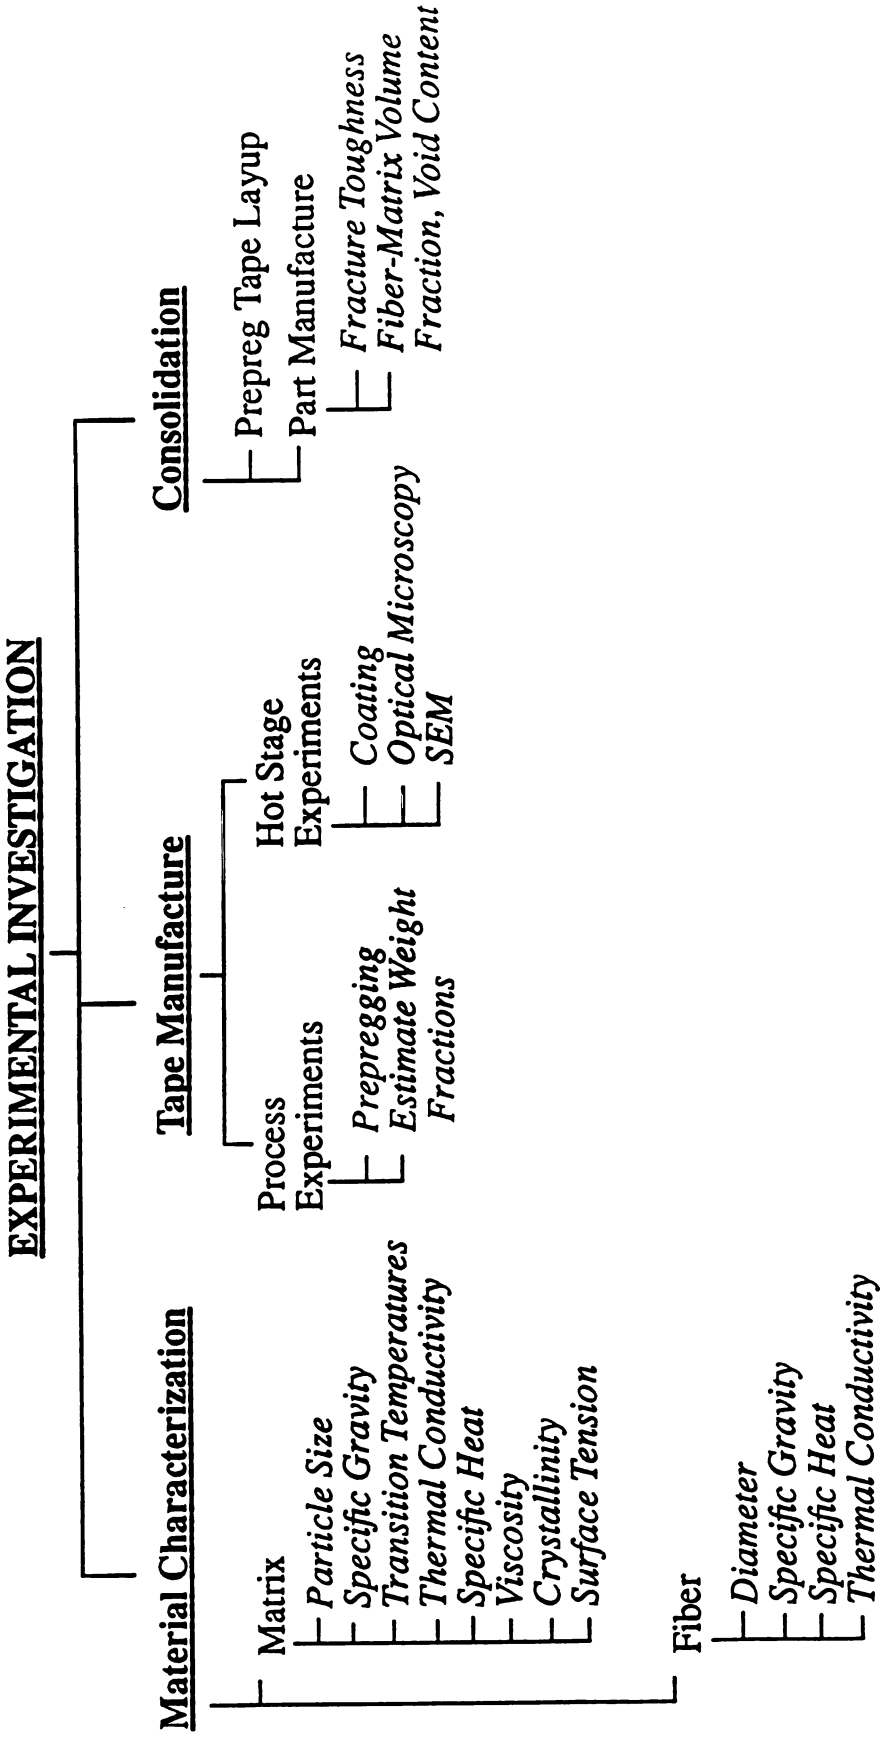 EXPERIMENTAL INVESTIGATION
Material Characterization
Matrix
Particle Size
Specific Gravity
Transition Temperatures
Thermal Conductivity
Specific Heat
Viscosity
Crystallinity
Surface Tension
Fiber
Diameter
Specific Gravity
Specific Heat
Thermal Conductivity
Tape Manufacture
Process
Experiments
Prepregging
Estimate Weight
Fractions
Hot Stage
Experiments
Coating
Optical Microscopy
SEM
Consolidation
Prepreg Tape Layup
Part Manufacture
Fracture Toughness
Fiber-Matrix Volume
Fraction, Void Content